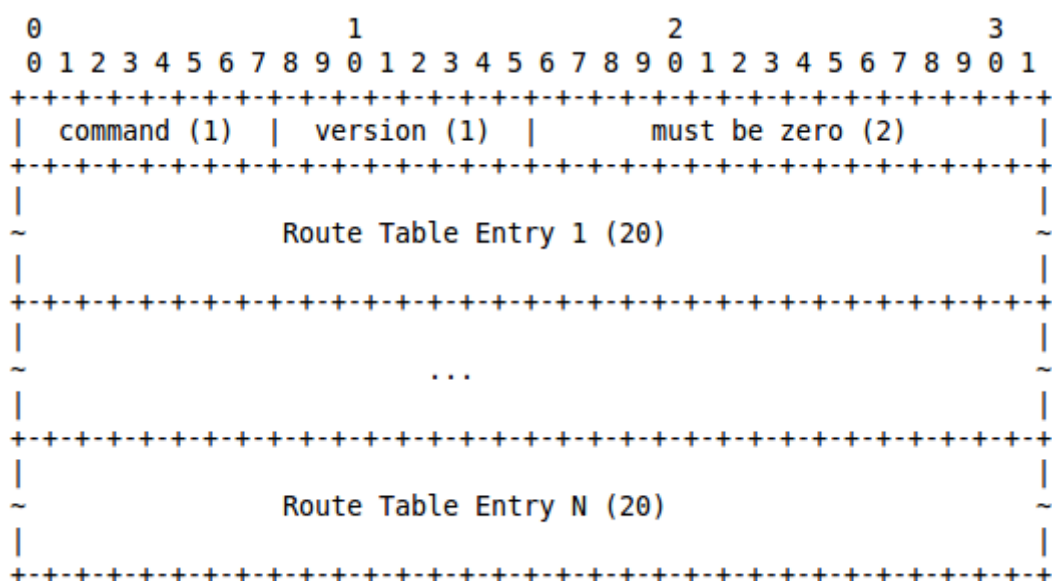 0                   1                   2                   3
0 1 2 3 4 5 6 7 8 9 0 1 2 3 4 5 6 7 8 9 0 1 2 3 4 5 6 7 8 9 0 1
+-+-+-+-+-+-+-+-+-+-+-+-+-+-+-+-+-+-+-+-+-+-+-+-+-+-+-+-+-+-+-+-+
|  command (1)  |  version (1)  |       must be zero (2)        |
+-+-+-+-+-+-+-+-+-+-+-+-+-+-+-+-+-+-+-+-+-+-+-+-+-+-+-+-+-+-+-+-+
|                                                               |
~                Route Table Entry 1 (20)                       ~
|                                                               |
+-+-+-+-+-+-+-+-+-+-+-+-+-+-+-+-+-+-+-+-+-+-+-+-+-+-+-+-+-+-+-+-+
|                                                               |
~                         ...                                   ~
|                                                               |
+-+-+-+-+-+-+-+-+-+-+-+-+-+-+-+-+-+-+-+-+-+-+-+-+-+-+-+-+-+-+-+-+
|                                                               |
~                Route Table Entry N (20)                       ~
|                                                               |
+-+-+-+-+-+-+-+-+-+-+-+-+-+-+-+-+-+-+-+-+-+-+-+-+-+-+-+-+-+-+-+-+